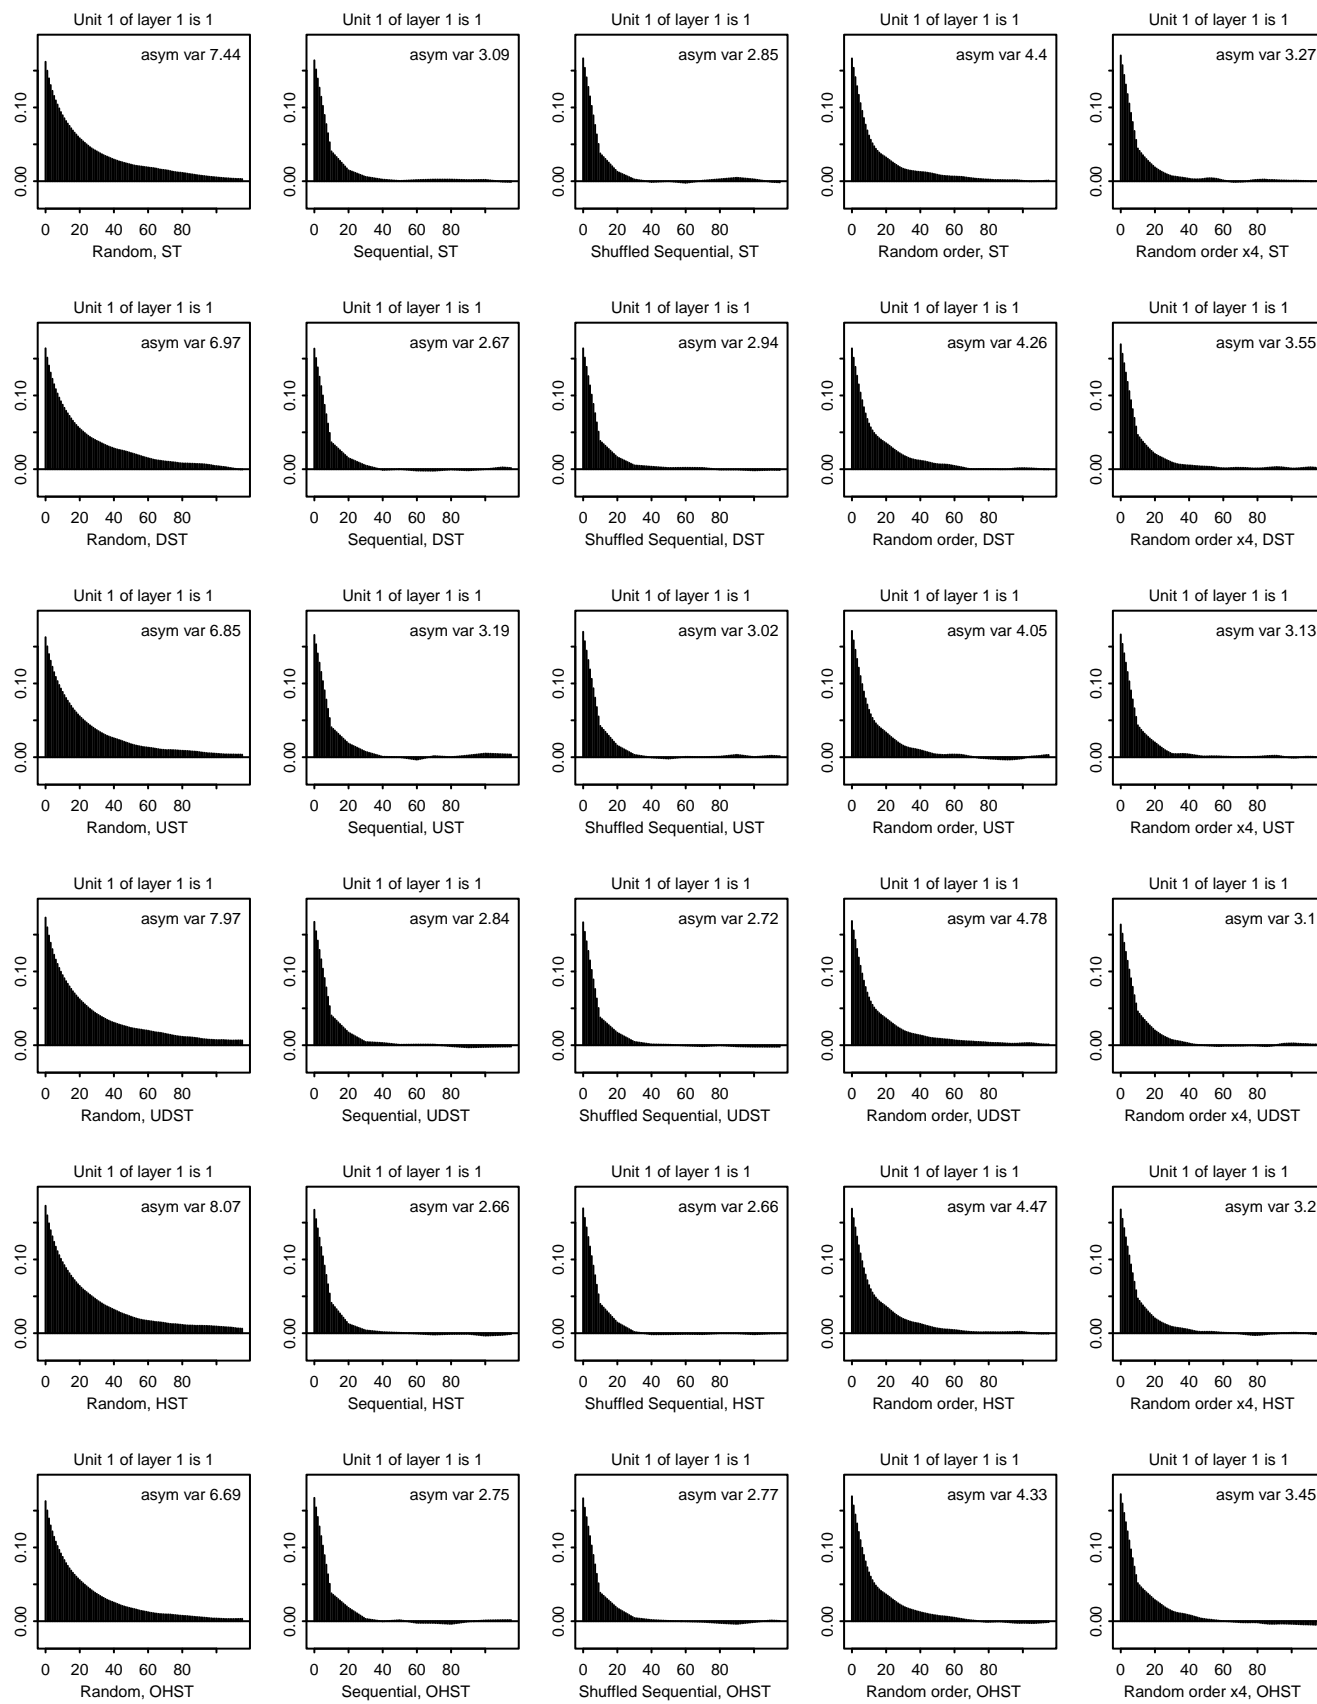 Unit 1 of layer 1 is 1
asym var 7.44
0.10
0.00
0 20 40 60 80
Random, ST
Unit 1 of layer 1 is 1
asym var 3.09
0.10
0.00
0 20 40 60 80
Sequential, ST
Unit 1 of layer 1 is 1
asym var 2.85
0.10
0.00
0 20 40 60 80
Shuffled Sequential, ST
Unit 1 of layer 1 is 1
asym var 4.4
0.10
0.00
0 20 40 60 80
Random order, ST
Unit 1 of layer 1 is 1
asym var 3.27
0.10
0.00
0 20 40 60 80
Random order x4, ST
Unit 1 of layer 1 is 1
asym var 6.97
0.10
0.00
0 20 40 60 80
Random, DST
Unit 1 of layer 1 is 1
asym var 2.67
0.10
0.00
0 20 40 60 80
Sequential, DST
Unit 1 of layer 1 is 1
asym var 2.94
0.10
0.00
0 20 40 60 80
Shuffled Sequential, DST
Unit 1 of layer 1 is 1
asym var 4.26
0.10
0.00
0 20 40 60 80
Random order, DST
Unit 1 of layer 1 is 1
asym var 3.55
0.10
0.00
0 20 40 60 80
Random order x4, DST
Unit 1 of layer 1 is 1
asym var 6.85
0.10
0.00
0 20 40 60 80
Random, UST
Unit 1 of layer 1 is 1
asym var 3.19
0.10
0.00
0 20 40 60 80
Sequential, UST
Unit 1 of layer 1 is 1
asym var 3.02
0.10
0.00
0 20 40 60 80
Shuffled Sequential, UST
Unit 1 of layer 1 is 1
asym var 4.05
0.10
0.00
0 20 40 60 80
Random order, UST
Unit 1 of layer 1 is 1
asym var 3.13
0.10
0.00
0 20 40 60 80
Random order x4, UST
Unit 1 of layer 1 is 1
asym var 7.97
0.10
0.00
0 20 40 60 80
Random, UDST
Unit 1 of layer 1 is 1
asym var 2.84
0.10
0.00
0 20 40 60 80
Sequential, UDST
Unit 1 of layer 1 is 1
asym var 2.72
0.10
0.00
0 20 40 60 80
Shuffled Sequential, UDST
Unit 1 of layer 1 is 1
asym var 4.78
0.10
0.00
0 20 40 60 80
Random order, UDST
Unit 1 of layer 1 is 1
asym var 3.1
0.10
0.00
0 20 40 60 80
Random order x4, UDST
Unit 1 of layer 1 is 1
asym var 8.07
0.10
0.00
0 20 40 60 80
Random, HST
Unit 1 of layer 1 is 1
asym var 2.66
0.10
0.00
0 20 40 60 80
Sequential, HST
Unit 1 of layer 1 is 1
asym var 2.66
0.10
0.00
0 20 40 60 80
Shuffled Sequential, HST
Unit 1 of layer 1 is 1
asym var 4.47
0.10
0.00
0 20 40 60 80
Random order, HST
Unit 1 of layer 1 is 1
asym var 3.2
0.10
0.00
0 20 40 60 80
Random order x4, HST
Unit 1 of layer 1 is 1
asym var 6.69
0.10
0.00
0 20 40 60 80
Random, OHST
Unit 1 of layer 1 is 1
asym var 2.75
0.10
0.00
0 20 40 60 80
Sequential, OHST
Unit 1 of layer 1 is 1
asym var 2.77
0.10
0.00
0 20 40 60 80
Shuffled Sequential, OHST
Unit 1 of layer 1 is 1
asym var 4.33
0.10
0.00
0 20 40 60 80
Random order, OHST
Unit 1 of layer 1 is 1
asym var 3.45
0.10
0.00
0 20 40 60 80
Random order x4, OHST